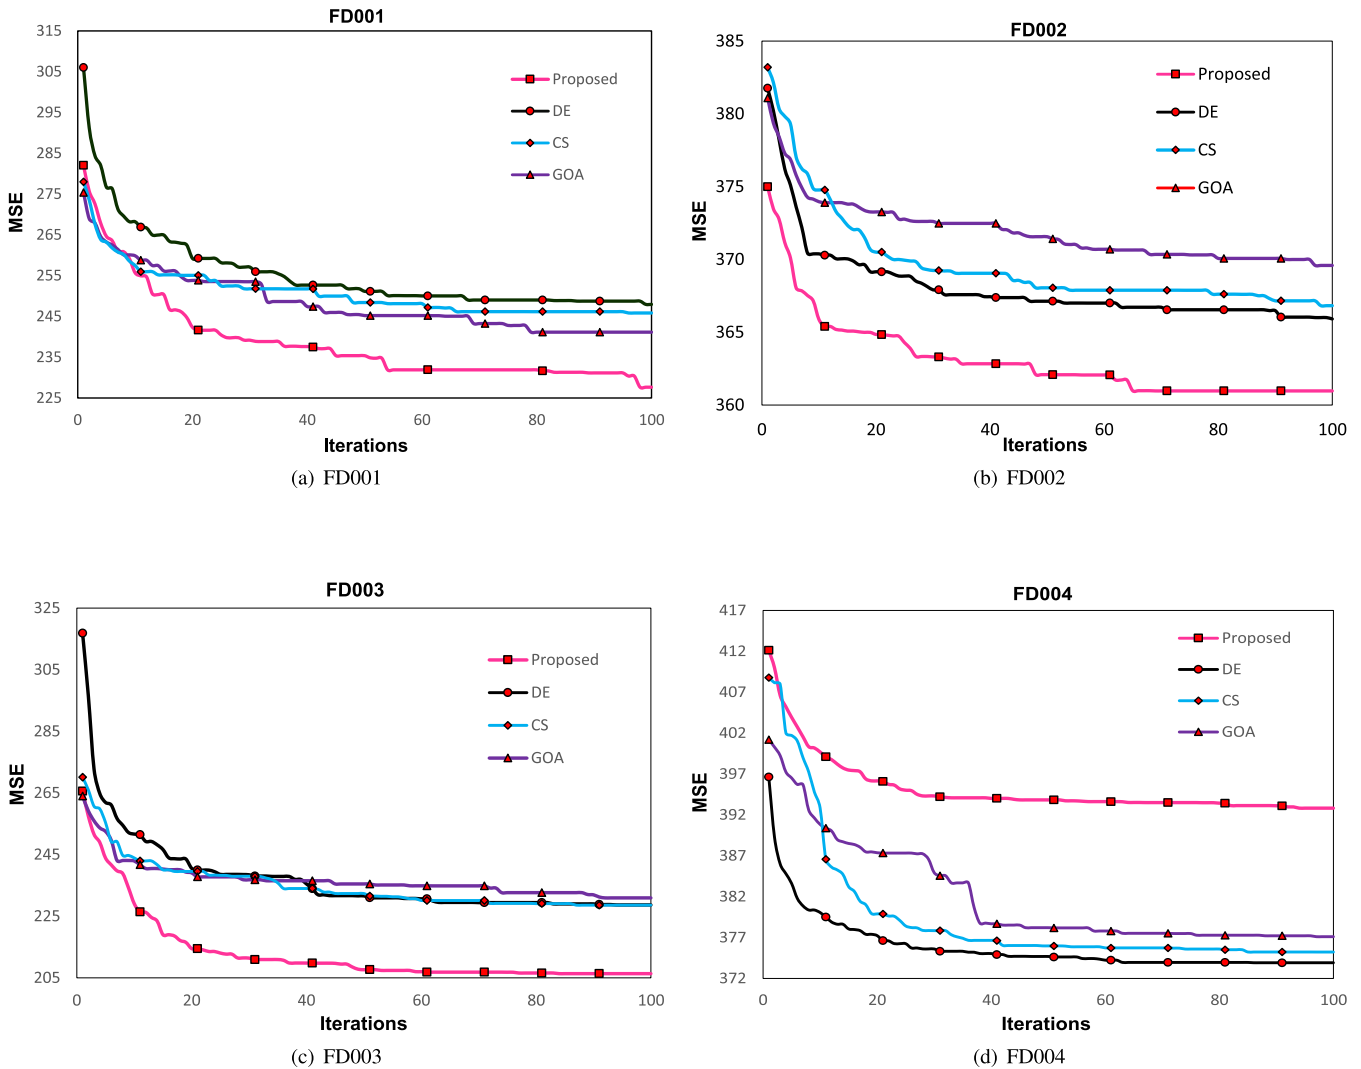 FD001
315
305
295
285
275
265
255
245
235
225
MSE
Proposed
DE
CS
GOA
0 20 40 60 80 100
Iterations
(a) FD001
FD002
385
380
375
370
365
360
MSE
Proposed
DE
CS
GOA
0 20 40 60 80 100
Iterations
(b) FD002
FD003
325
305
285
265
245
225
205
MSE
Proposed
DE
CS
GOA
0 20 40 60 80 100
Iterations
(c) FD003
FD004
417
412
407
402
397
392
387
382
377
372
MSE
Proposed
DE
CS
GOA
0 20 40 60 80 100
Iterations
(d) FD004